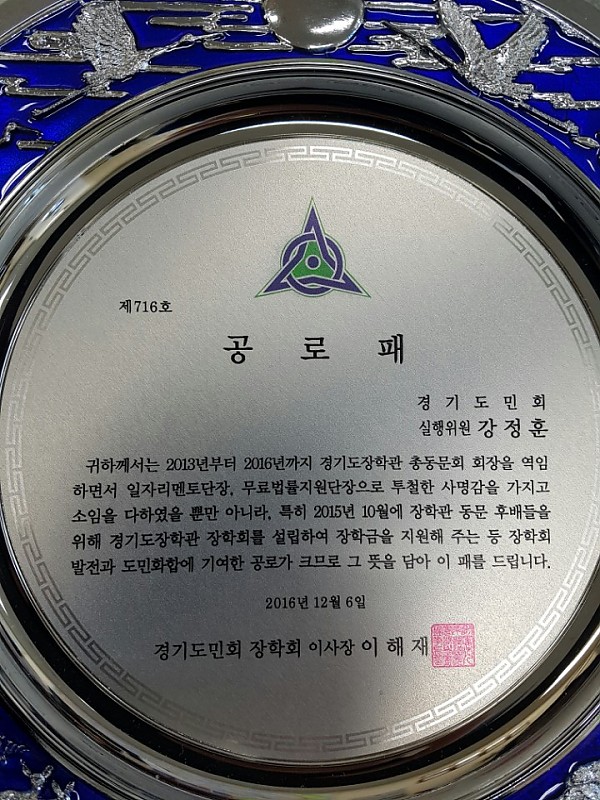 제716호
공 로 패
경 기 도 민 회
실행위원 강 정 훈
귀하께서는 2013년부터 2016년까지 경기도장학관 총동문회 회장을 역임
하면서 일자리멘토단장, 무료법률지원단장으로 투철한 사명감을 가지고
소임을 다하였을 뿐만 아니라, 특히 2015년 10월에 장학관 동문 후배들을
위해 경기도장학관 장학회를 설립하여 장학금을 지원해 주는 등 장학회
발전과 도민화합에 기여한 공로가 크므로 그 뜻을 담아 이 패를 드립니다.
2016년 12월 6일
경기도민회 장학회 이사장 이 해 재